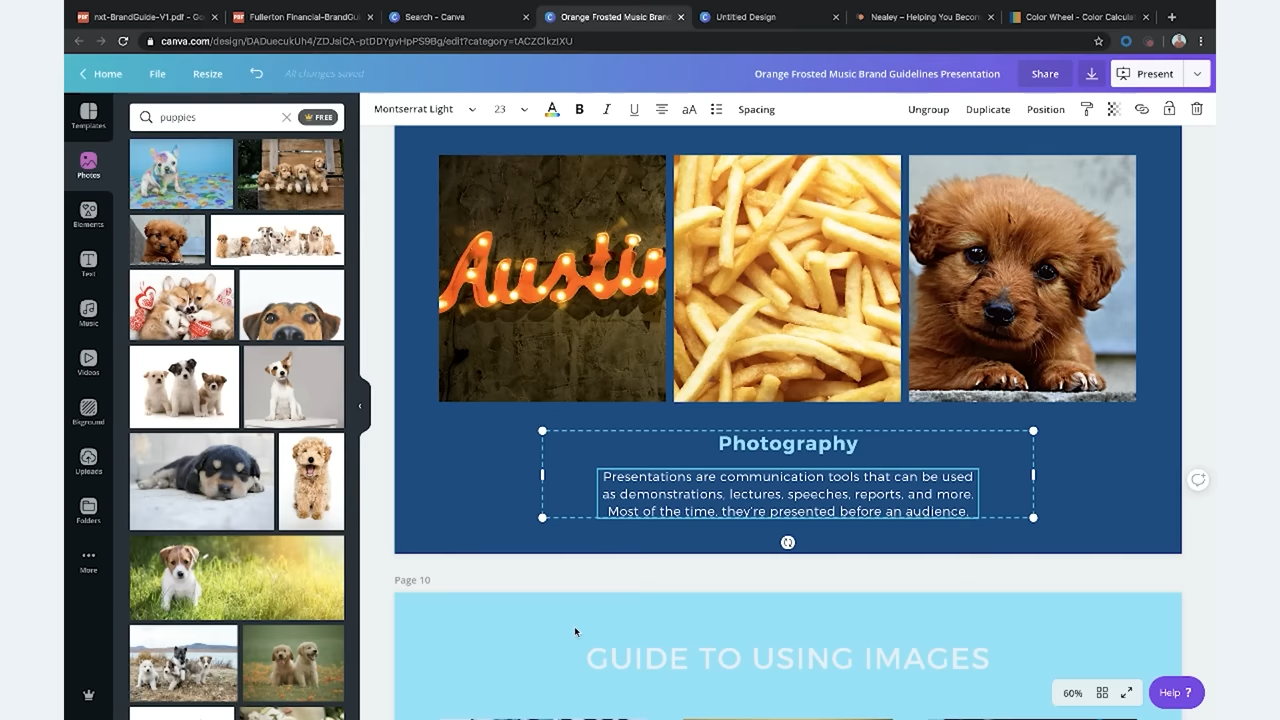 nxt-BrandGuide-V1.pdf - Go
Fullerton Financial-BrandGui
Search - Canva
Orange Frosted Music Brand
Untitled Design
Nealey – Helping You Becom
Color Wheel - Color Calcula
canva.com/design/DADuecukUh4/ZDJsiCA-ptDDYgvHpPS9Bg/edit?category=tACZClkzIXU
Home
File
Resize
All changes saved
Orange Frosted Music Brand Guidelines Presentation
Share
Present
Templates
Photos
Elements
Text
Music
Videos
Bkground
Uploads
Folders
More
puppies
FREE
Montserrat Light
23
A
B
I
U
aA
Spacing
Ungroup
Duplicate
Position
Austin
Photography
Presentations are communication tools that can be used
as demonstrations, lectures, speeches, reports, and more.
Most of the time, they're presented before an audience.
Page 10
GUIDE TO USING IMAGES
60%
Help ?